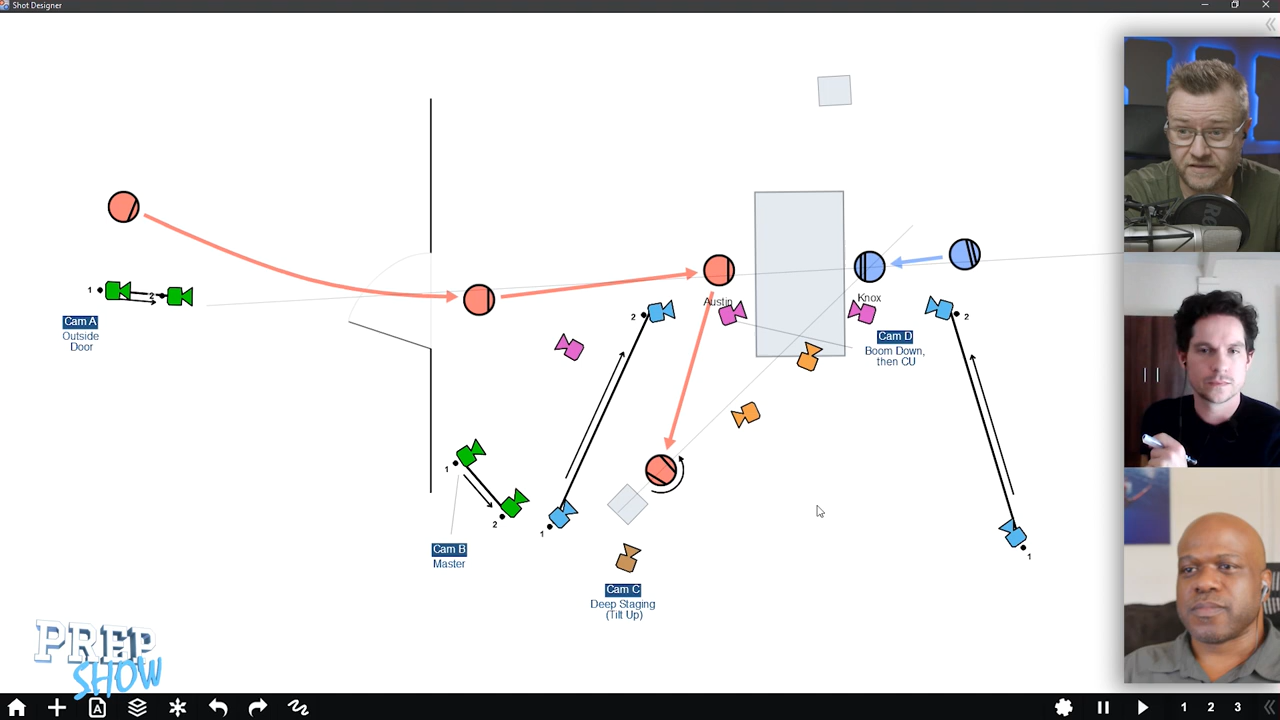 Shot Designer
1
2
Cam A
Outside
Door
Austin
Knox
2
2
Cam D
Boom Down,
then CU
1
2
1
1
Cam B
Master
Cam C
Deep Staging
(Tilt Up)
PREP
SHOW
A
1 2 3